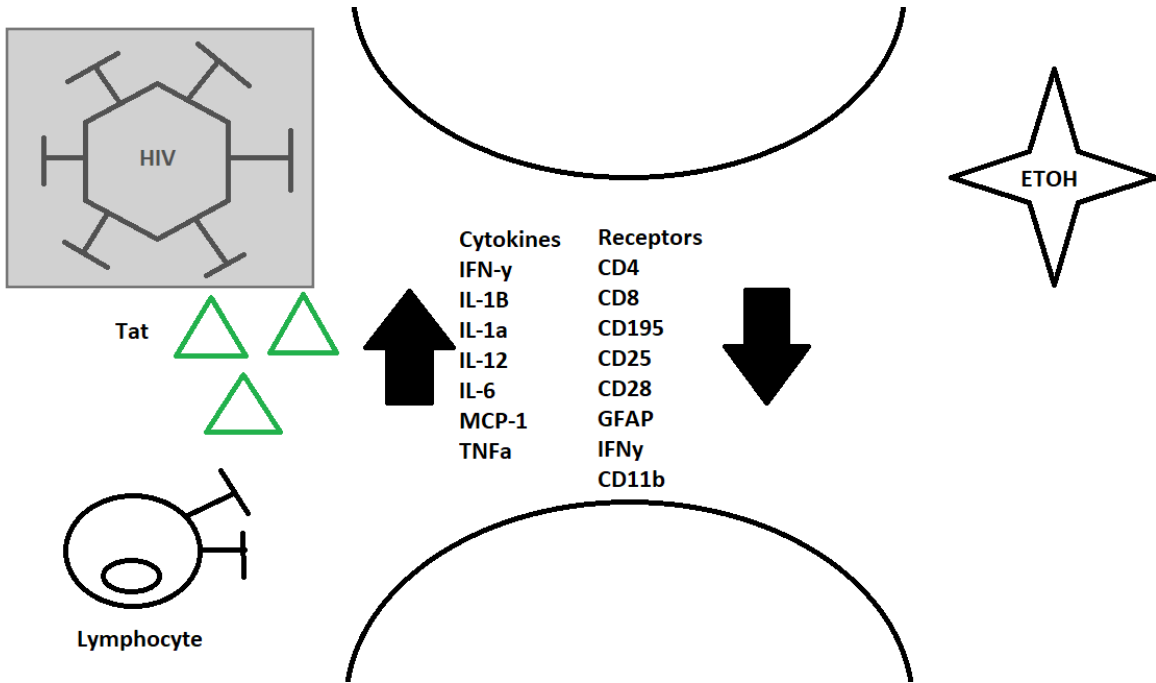 HIV
ETOH
Tat
Cytokines
IFN-y
IL-1B
IL-1a
IL-12
IL-6
MCP-1
TNFa
Receptors
CD4
CD8
CD195
CD25
CD28
GFAP
IFNy
CD11b
Lymphocyte